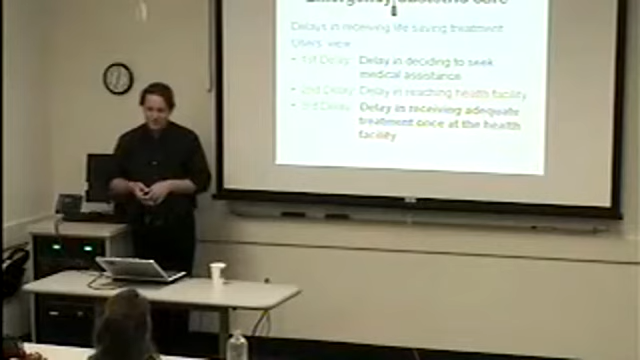 Emergency obstetric care
Delays in receiving life saving treatment
Users view
• 1st Delay: Delay in deciding to seek
medical assistance
• 2nd Delay: Delay in reaching health facility
• 3rd Delay: Delay in receiving adequate
treatment once at the health
facility